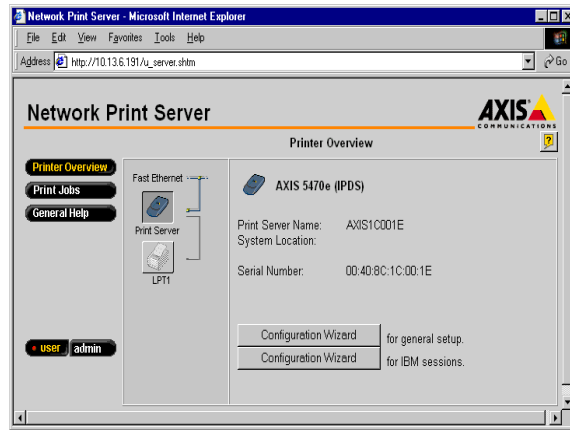 Network Print Server - Microsoft Internet Explorer
File Edit View Favorites Tools Help
Address http://10.13.6.191/u_server.shtm Go
Network Print Server
AXIS
COMMUNICATIONS
Printer Overview
Printer Overview
Print Jobs
General Help
user admin
Fast Ethernet
Print Server
LPT1
AXIS 5470e (IPDS)
Print Server Name: AXIS1C001E
System Location:
Serial Number: 00:40:8C:1C:00:1E
Configuration Wizard for general setup.
Configuration Wizard for IBM sessions.